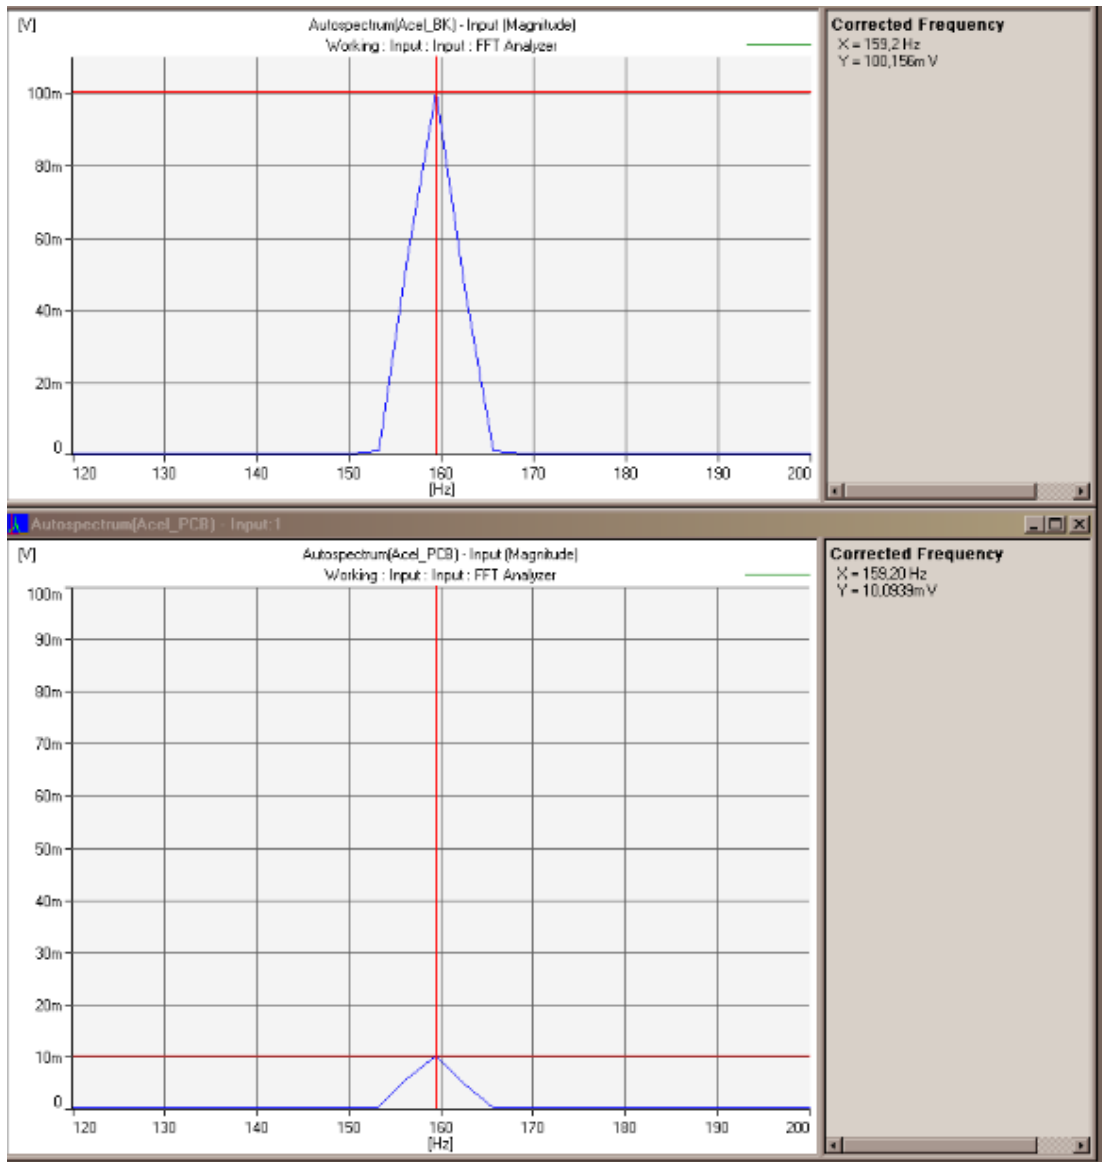 [V]
Autospectrum(Acel_BK) - Input (Magnitude)
Working : Input : Input : FFT Analyzer
Corrected Frequency
X = 159,2 Hz
Y = 100,156m V
100m
80m
60m
40m
20m
0
120 130 140 150 160 170 180 190 200
[Hz]
Autospectrum(Acel_PCB) - Input:1
[V]
Autospectrum(Acel_PCB) - Input (Magnitude)
Working : Input : Input : FFT Analyzer
Corrected Frequency
X = 159,20 Hz
Y = 10,0939m V
100m
90m
80m
70m
60m
50m
40m
30m
20m
10m
0
120 130 140 150 160 170 180 190 200
[Hz]